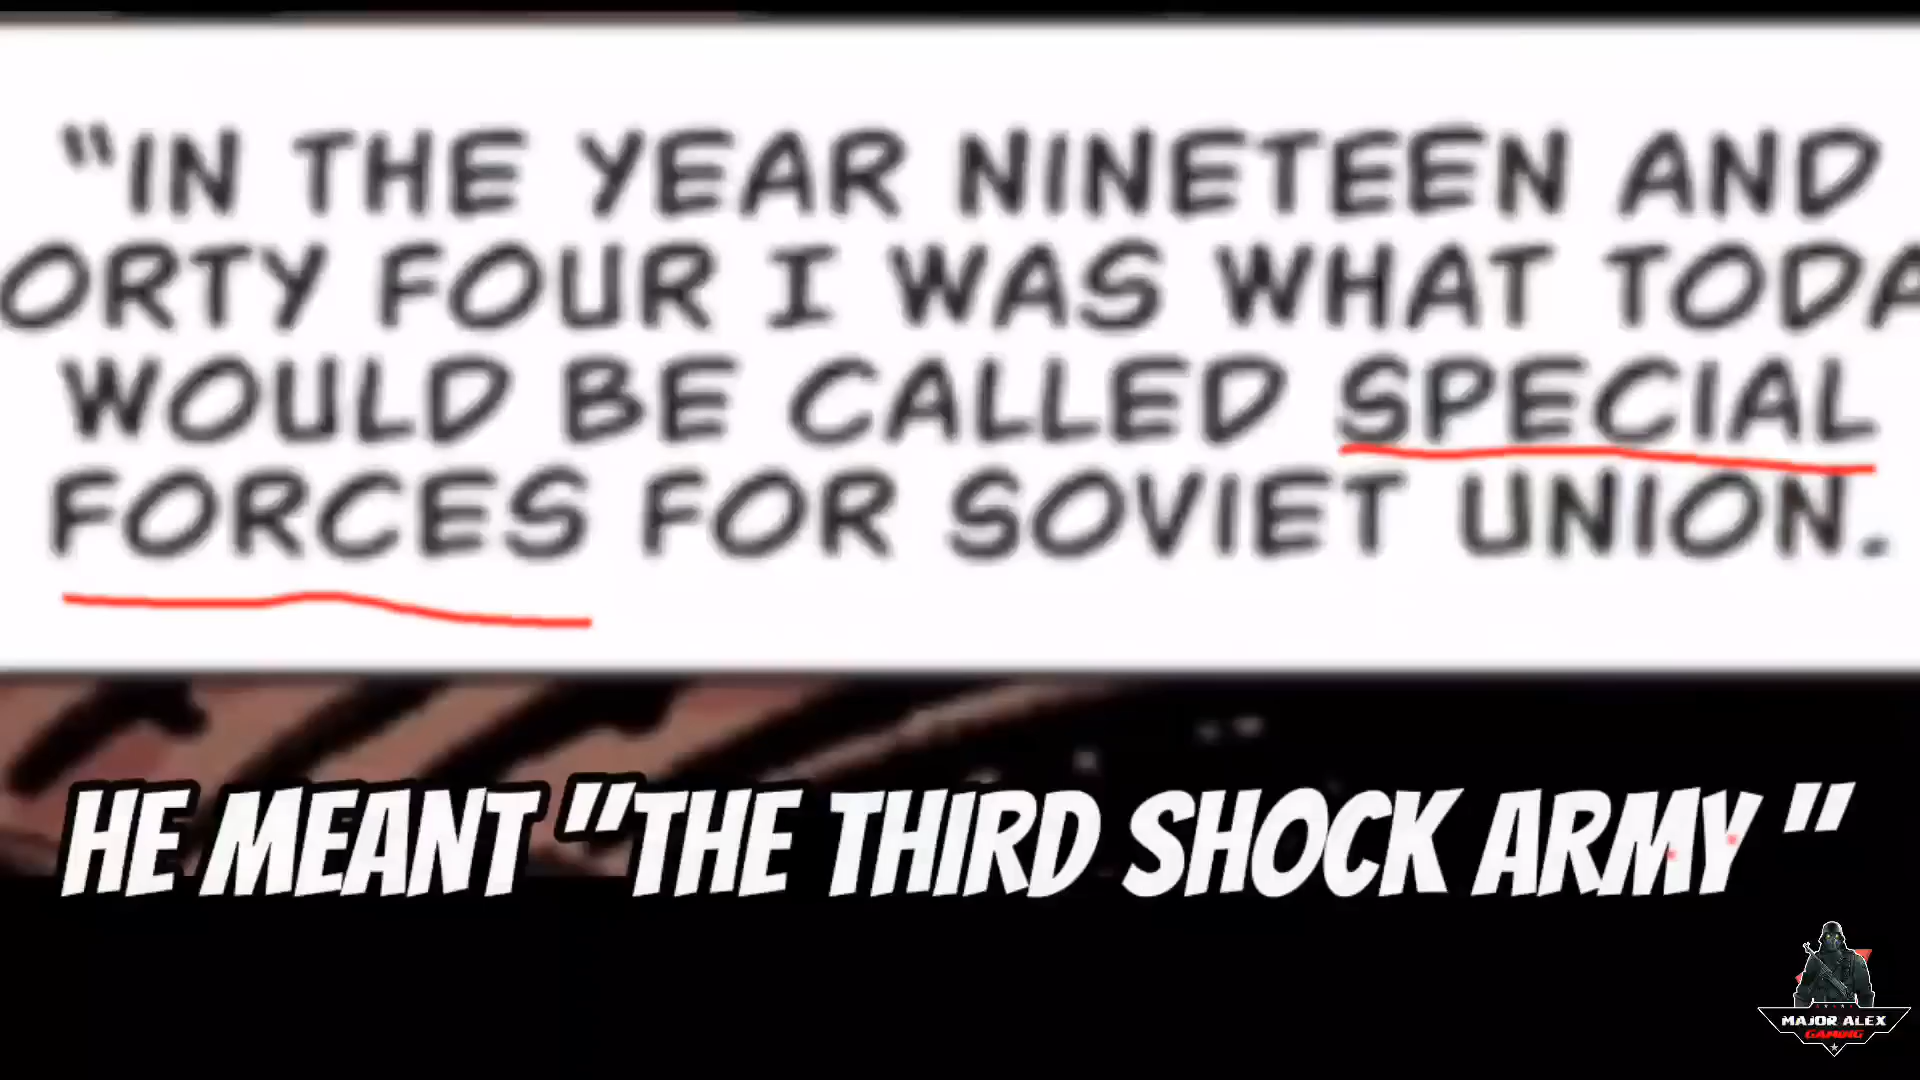 "IN THE YEAR NINETEEN AND
ORTY FOUR I WAS WHAT TODA
WOULD BE CALLED SPECIAL
FORCES FOR SOVIET UNION.
HE MEANT "THE THIRD SHOCK ARMY "
MAJOR ALEX
GAMING